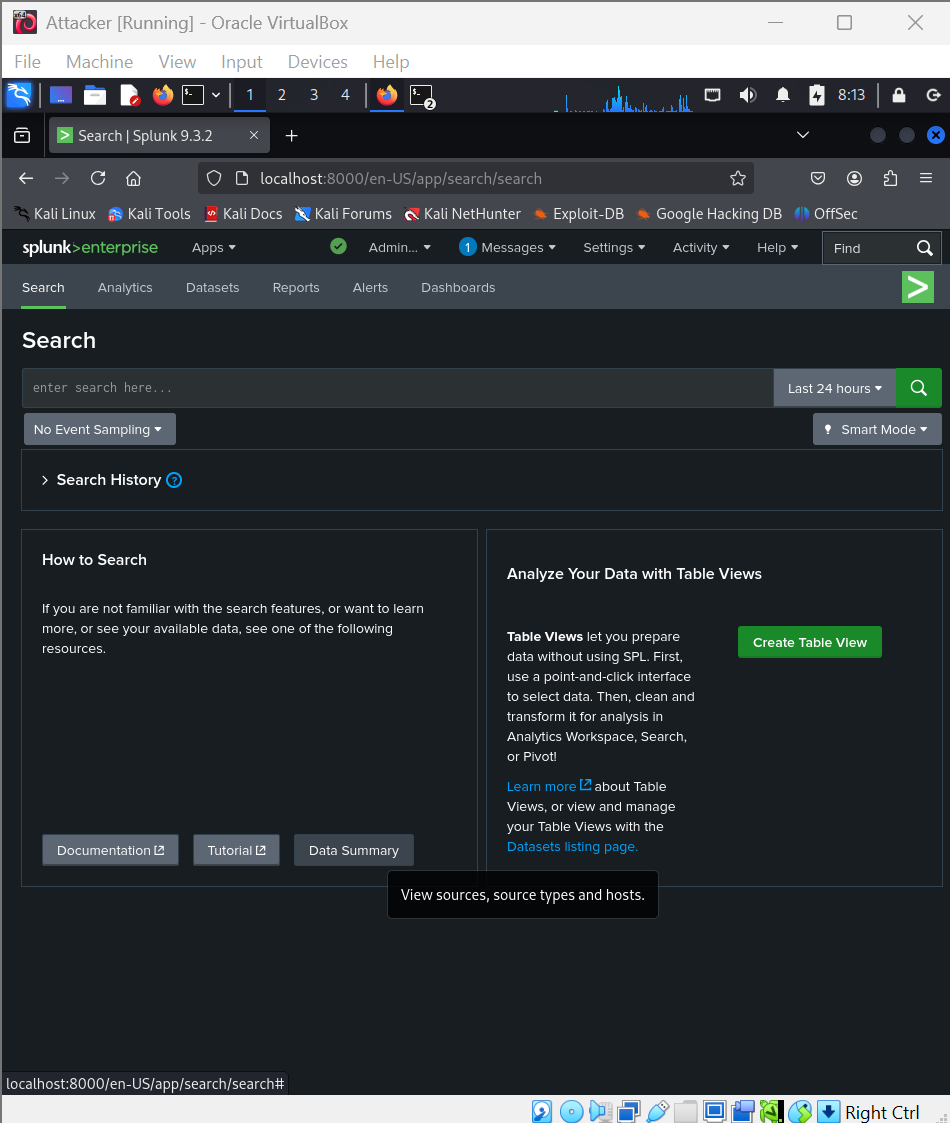 Attacker [Running] - Oracle VirtualBox
File Machine View Input Devices Help
1 2 3 4 2 8:13
Search | Splunk 9.3.2
localhost:8000/en-US/app/search/search
Kali Linux Kali Tools Kali Docs Kali Forums Kali NetHunter Exploit-DB Google Hacking DB OffSec
splunk>enterprise Apps Admin... 1 Messages Settings Activity Help Find
Search Analytics Datasets Reports Alerts Dashboards
Search
enter search here... Last 24 hours
No Event Sampling Smart Mode
Search History ?
How to Search
If you are not familiar with the search features, or want to learn
more, or see your available data, see one of the following
resources.
Documentation Tutorial Data Summary
Analyze Your Data with Table Views
Table Views let you prepare
data without using SPL. First,
use a point-and-click interface
to select data. Then, clean and
transform it for analysis in
Analytics Workspace, Search,
or Pivot!
Learn more about Table
Views, or view and manage
your Table Views with the
Datasets listing page.
Create Table View
View sources, source types and hosts.
localhost:8000/en-US/app/search/search#
Right Ctrl